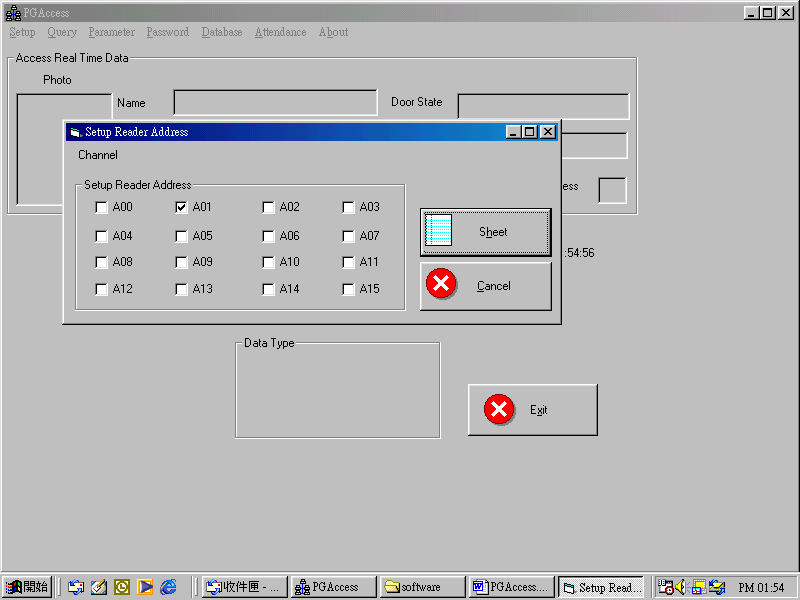 PGAccess
Setup Query Parameter Password Database Attendance About
Access Real Time Data
Photo
Name
Door State
Setup Reader Address
Channel
Setup Reader Address
A00 A01 A02 A03
A04 A05 A06 A07
A08 A09 A10 A11
A12 A13 A14 A15
Sheet
Cancel
ess
:54:56
Data Type
Exit
開始 收件匣 - ... PGAccess software PGAccess.... Setup Read... PM 01:54